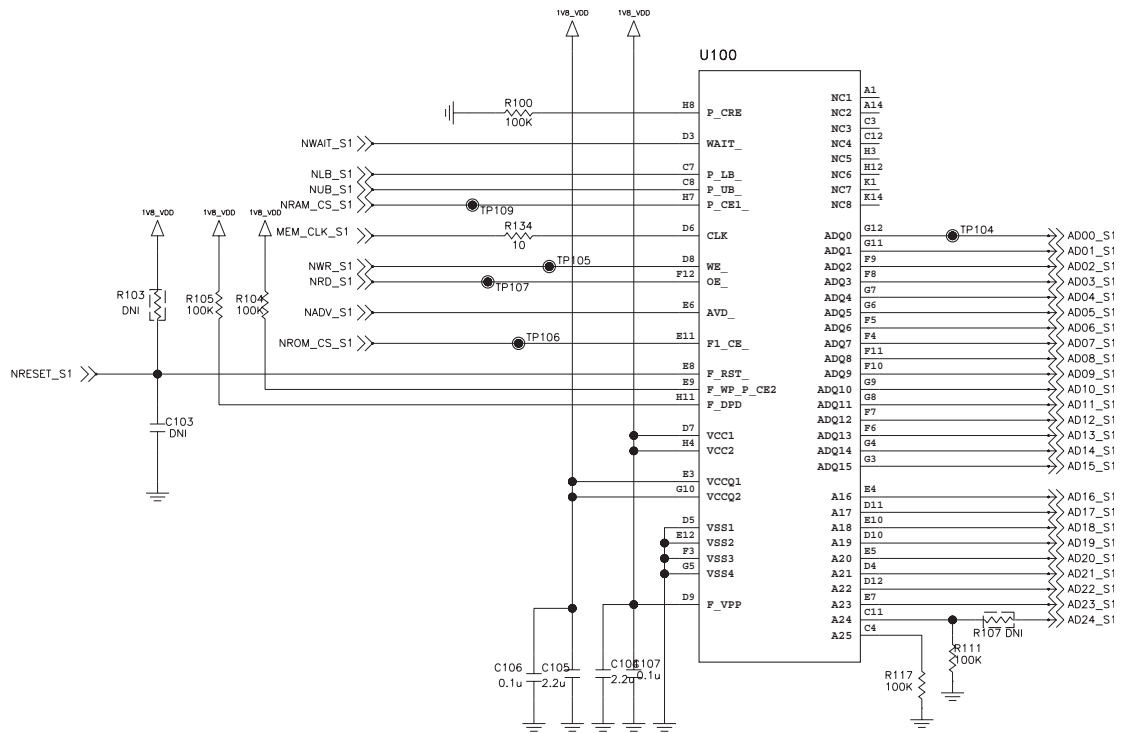 1V8_VDD
1V8_VDD
U100
H8
P_CRE
R100
100K
NWAIT_S1
D3
WAIT_
NLB_S1
C7
P_LB_
NUB_S1
C8
P_UB_
NRAM_CS_S1
TP109
H7
P_CE1_
1V8_VDD
1V8_VDD
1V8_VDD
MEM_CLK_S1
R134
10
D6
CLK
NWR_S1
TP105
D8
WE_
NRD_S1
TP107
F12
OE_
R103
DNI
R105
100K
R104
100K
NADV_S1
E6
AVD_
NROM_CS_S1
TP106
E11
F1_CE_
NRESET_S1
E8
F_RST_
E9
F_WP_P_CE2
H11
F_DPD
C103
DNI
D7
VCC1
H4
VCC2
E3
VCCQ1
G10
VCCQ2
D5
VSS1
E12
VSS2
F3
VSS3
G5
VSS4
D9
F_VPP
C106
0.1u
C105
2.2u
2.2u
C107
0.1u
NC1
A1
NC2
A14
NC3
C3
NC4
C12
NC5
H3
NC6
H12
NC7
K1
NC8
K14
ADQ0
G12
TP104
AD00_S1
ADQ1
G11
AD01_S1
ADQ2
F9
AD02_S1
ADQ3
F8
AD03_S1
ADQ4
G7
AD04_S1
ADQ5
G6
AD05_S1
ADQ6
F5
AD06_S1
ADQ7
F4
AD07_S1
ADQ8
F11
AD08_S1
ADQ9
F10
AD09_S1
ADQ10
G9
AD10_S1
ADQ11
G8
AD11_S1
ADQ12
F7
AD12_S1
ADQ13
F6
AD13_S1
ADQ14
G4
AD14_S1
ADQ15
G3
AD15_S1
A16
E4
AD16_S1
A17
D11
AD17_S1
A18
E10
AD18_S1
A19
D10
AD19_S1
A20
E5
AD20_S1
A21
D4
AD21_S1
A22
D12
AD22_S1
A23
E7
AD23_S1
A24
C11
AD24_S1
R107 DNI
A25
C4
R111
100K
R117
100K